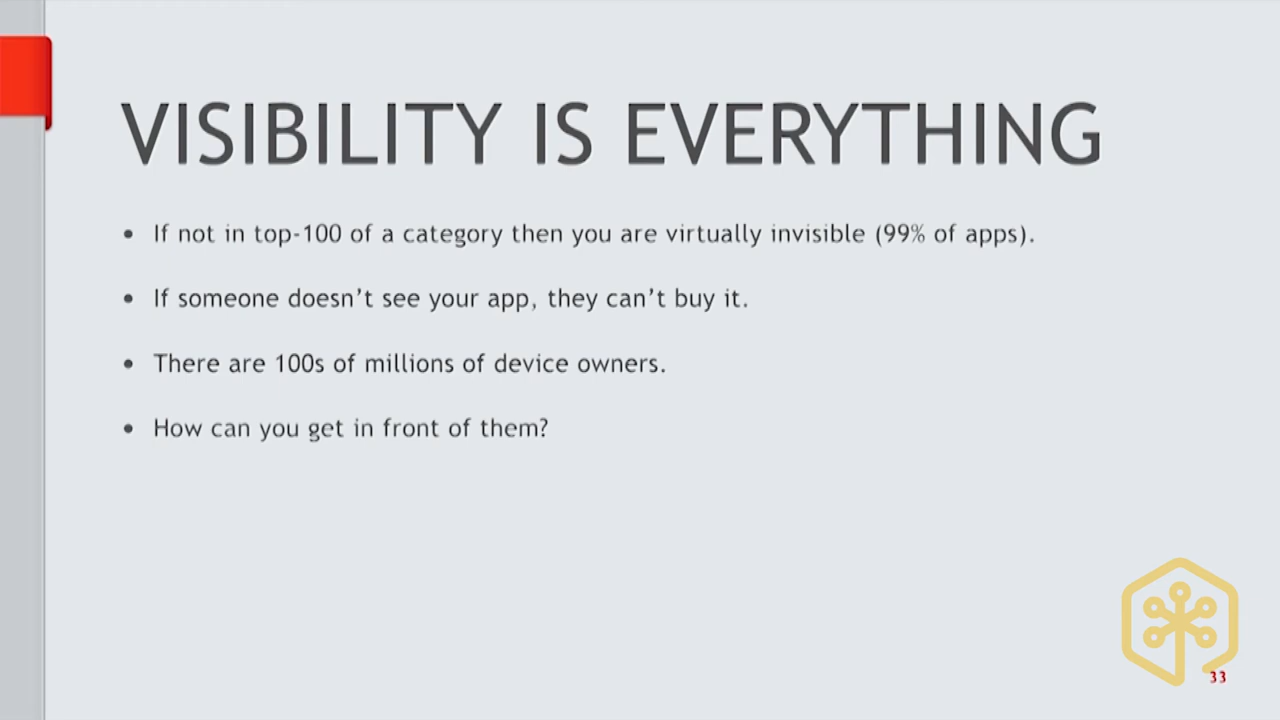 VISIBILITY IS EVERYTHING
• If not in top-100 of a category then you are virtually invisible (99% of apps).
• If someone doesn’t see your app, they can’t buy it.
• There are 100s of millions of device owners.
• How can you get in front of them?
33